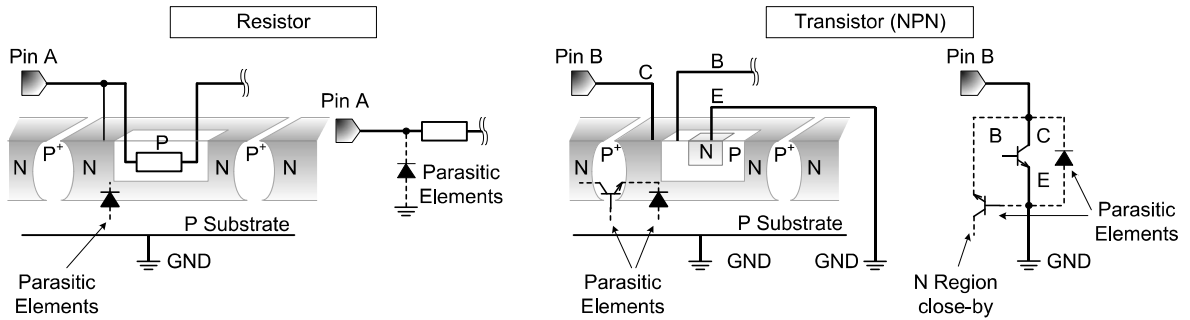 Resistor
Pin A
N
P+
N
P
N
P+
N
P Substrate
GND
Parasitic
Elements
Pin A
Parasitic
Elements
Transistor (NPN)
Pin B
C
B
E
N
P+
N
N
P
N
P+
N
P Substrate
GND
GND
Parasitic
Elements
Pin B
B
C
E
Parasitic
Elements
N Region
close-by